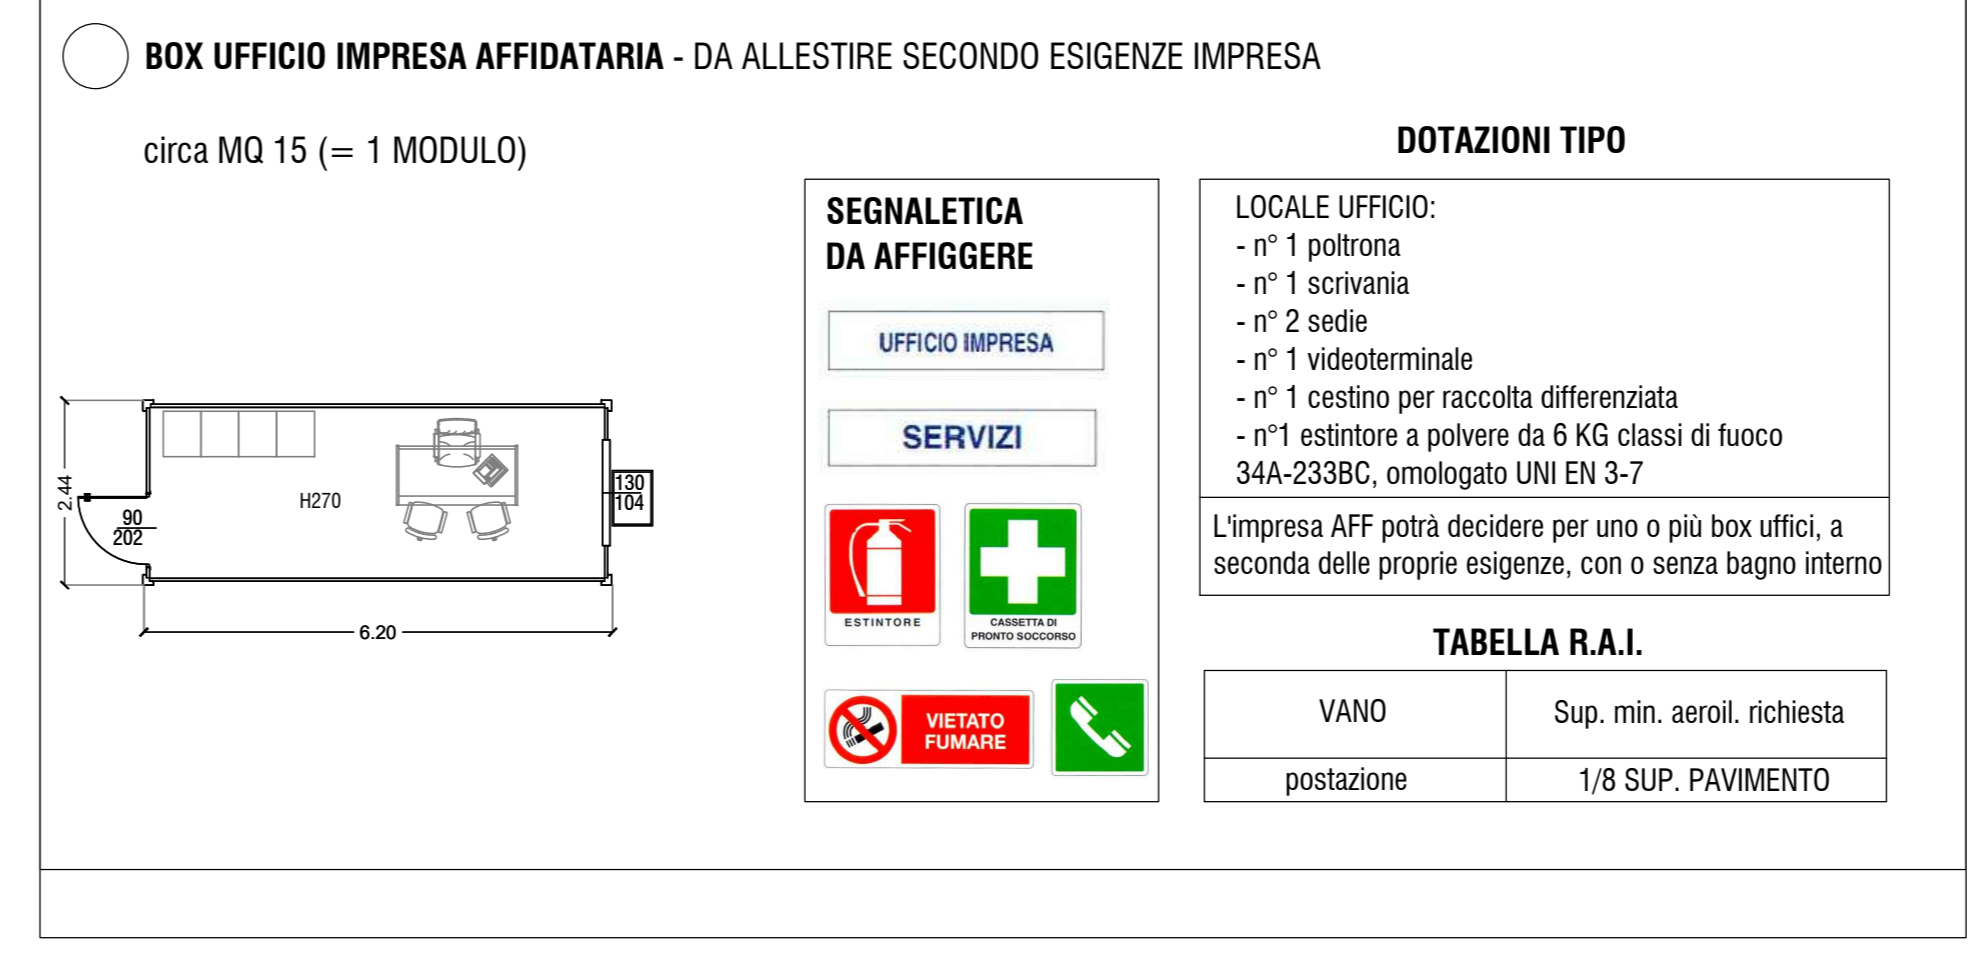 BOX UFFICIO IMPRESA AFFIDATARIA - DA ALLESTIRE SECONDO ESIGENZE IMPRESA
circa MQ 15 (= 1 MODULO)
2.44
90
202
H270
130
104
6.20
SEGNALETICA
DA AFFIGGERE
UFFICIO IMPRESA
SERVIZI
ESTINTORE
CASSETTA DI
PRONTO SOCCORSO
VIETATO
FUMARE
DOTAZIONI TIPO
LOCALE UFFICIO:
- n° 1 poltrona
- n° 1 scrivania
- n° 2 sedie
- n° 1 videoterminale
- n° 1 cestino per raccolta differenziata
- n°1 estintore a polvere da 6 KG classi di fuoco
34A-233BC, omologato UNI EN 3-7
L'impresa AFF potrà decidere per uno o più box uffici, a
seconda delle proprie esigenze, con o senza bagno interno
TABELLA R.A.I.
VANO
Sup. min. aeroil. richiesta
postazione
1/8 SUP. PAVIMENTO